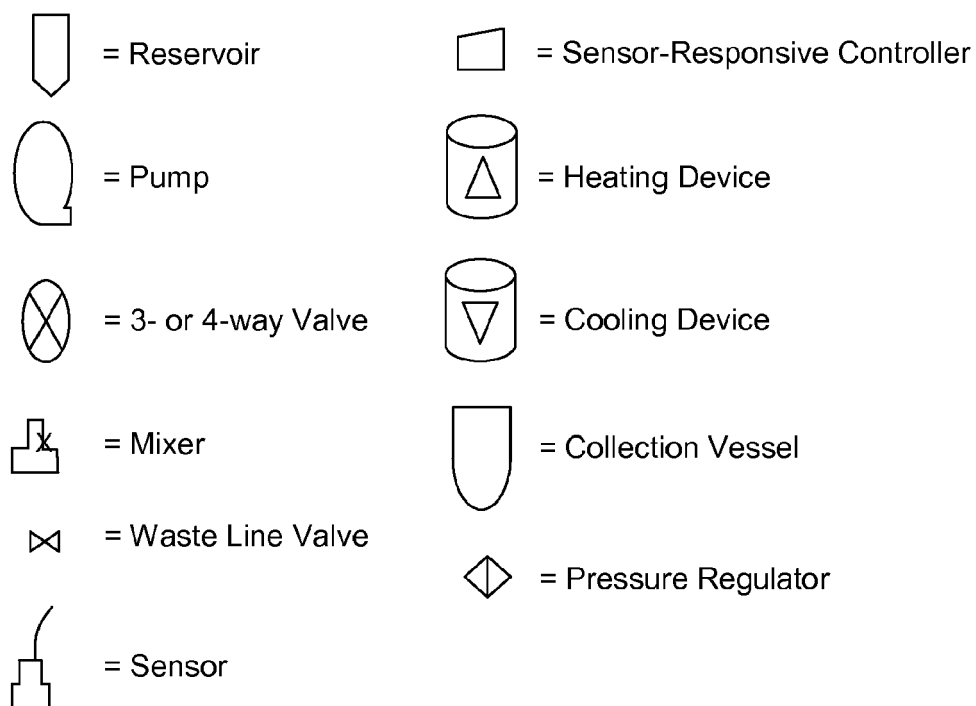 = Reservoir
= Pump
= 3- or 4-way Valve
X = Mixer
= Waste Line Valve
= Sensor
= Sensor-Responsive Controller
= Heating Device
= Cooling Device
= Collection Vessel
= Pressure Regulator